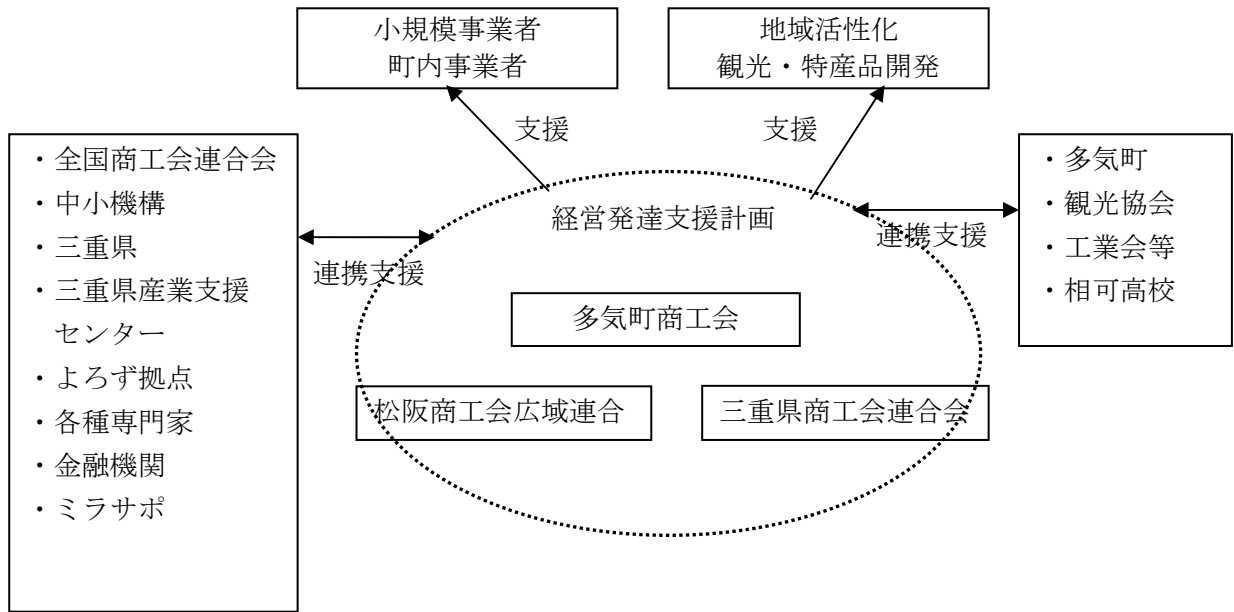 小規模事業者
町内事業者
地域活性化
観光・特産品開発
支援
支援
・全国商工会連合会
・中小機構
・三重県
・三重県産業支援
センター
・よろず拠点
・各種専門家
・金融機関
・ミラサポ
連携支援
経営発達支援計画
連携支援
・多気町
・観光協会
・工業会等
・相可高校
多気町商工会
松阪商工会広域連合
三重県商工会連合会